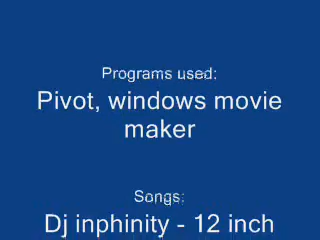 Programs used:
Pivot, windows movie
maker
Songs:
Dj inphinity - 12 inch